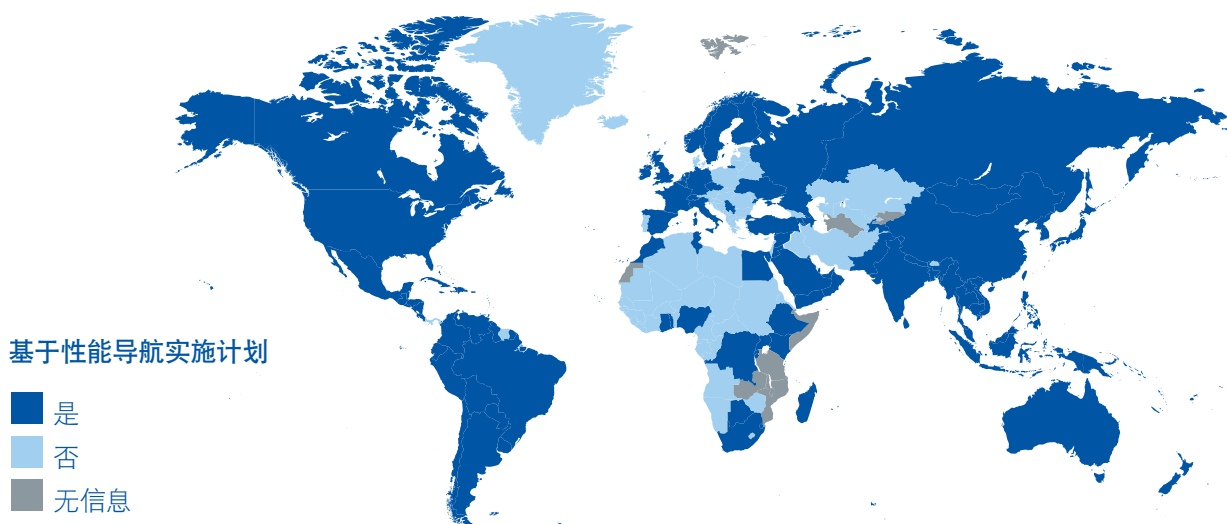 基于性能导航实施计划
是
否
无信息